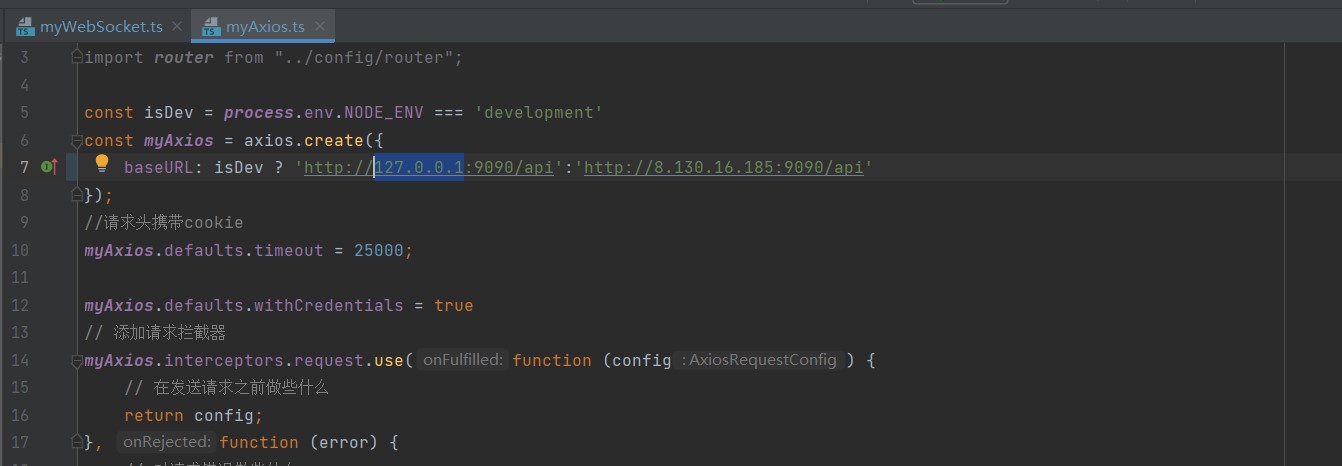 myWebSocket.ts
myAxios.ts
3 import router from "../config/router";
4
5 const isDev = process.env.NODE_ENV === 'development'
6 const myAxios = axios.create({
7 baseURL: isDev ? 'http://127.0.0.1:9090/api':'http://8.130.16.185:9090/api'
8 });
9 //请求头携带cookie
10 myAxios.defaults.timeout = 25000;
11
12 myAxios.defaults.withCredentials = true
13 // 添加请求拦截器
14 myAxios.interceptors.request.use( onFulfilled: function (config : AxiosRequestConfig ) {
15 // 在发送请求之前做些什么
16 return config;
17 }, onRejected: function (error) {